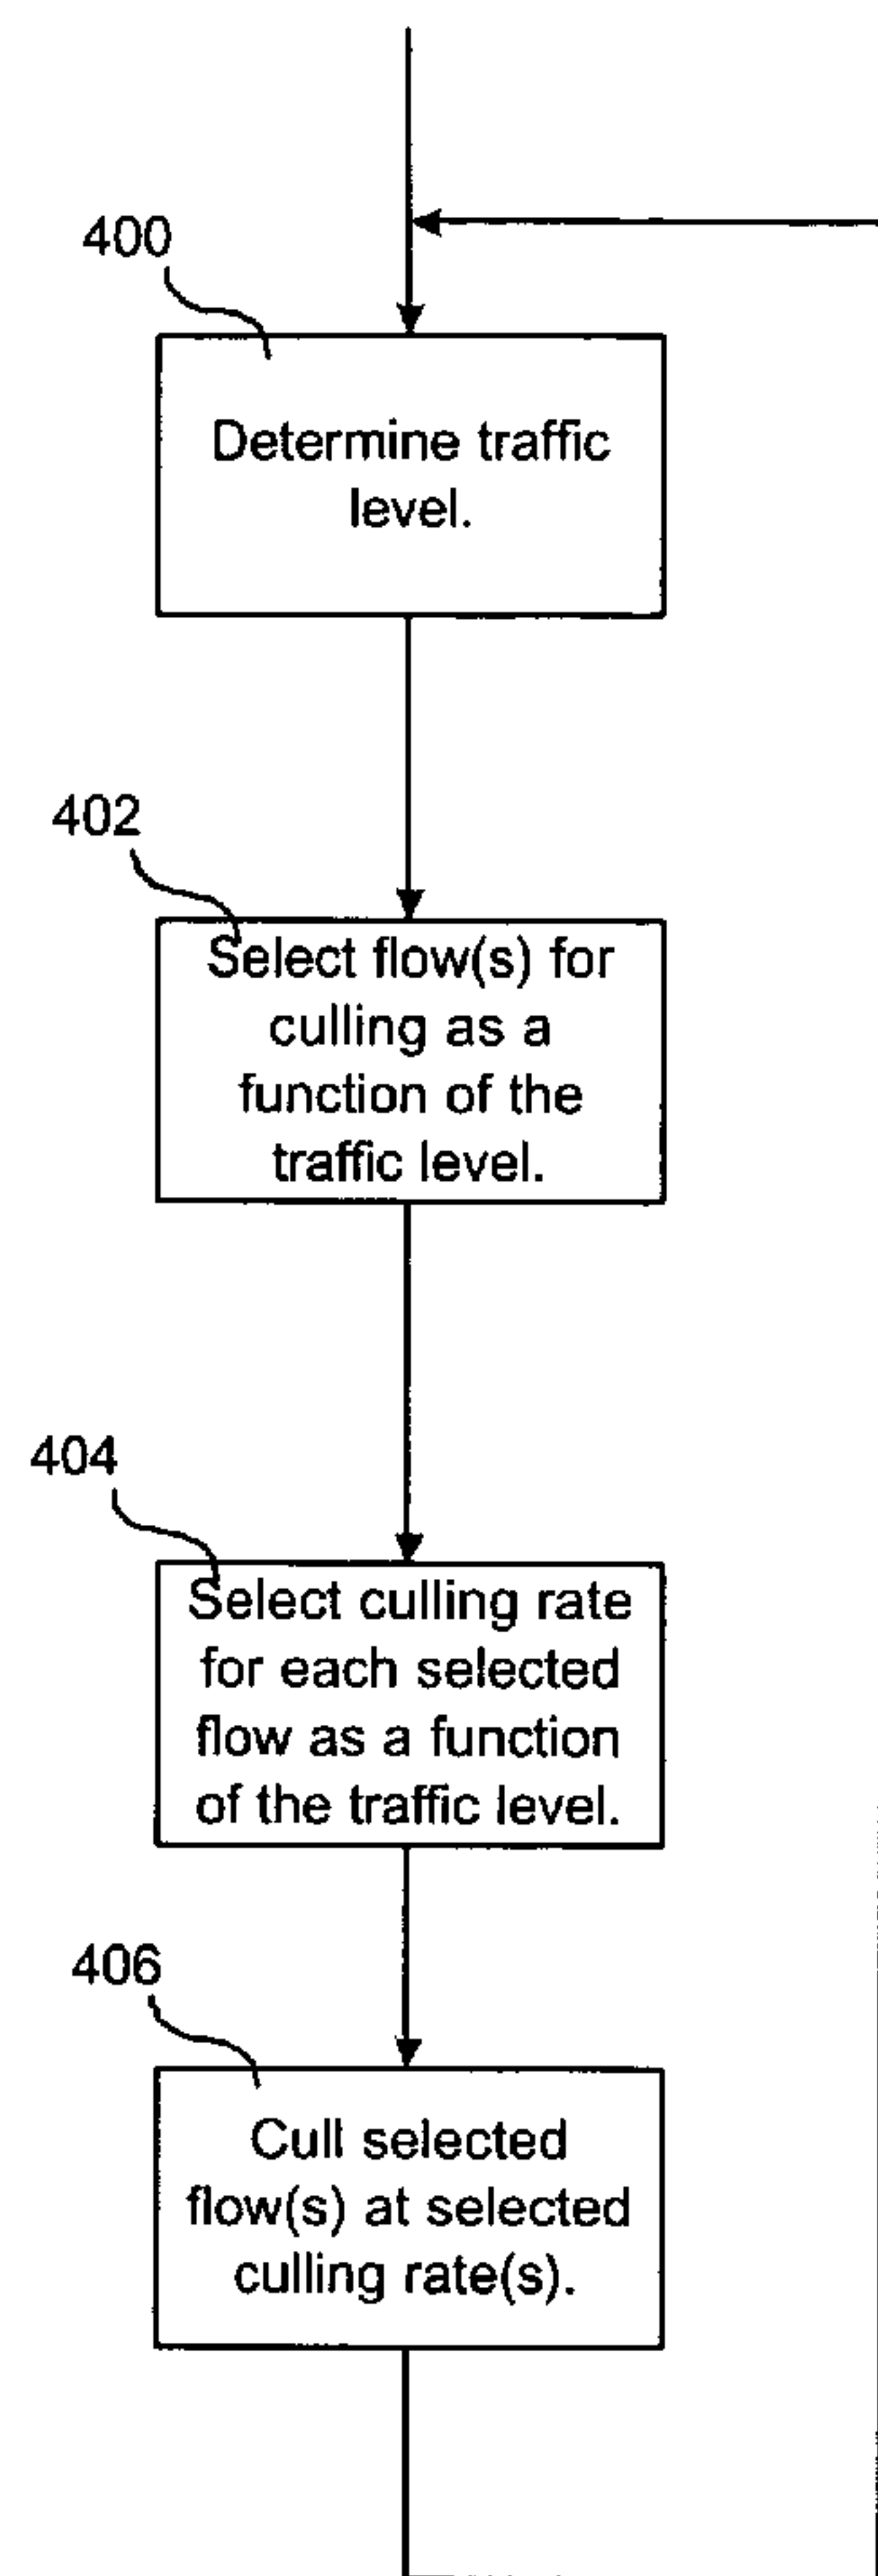 400
Determine traffic
level.
402
Select flow(s) for
culling as a
function of the
traffic level.
404
Select culling rate
for each selected
flow as a function
of the traffic level.
406
Cull selected
flow(s) at selected
culling rate(s).